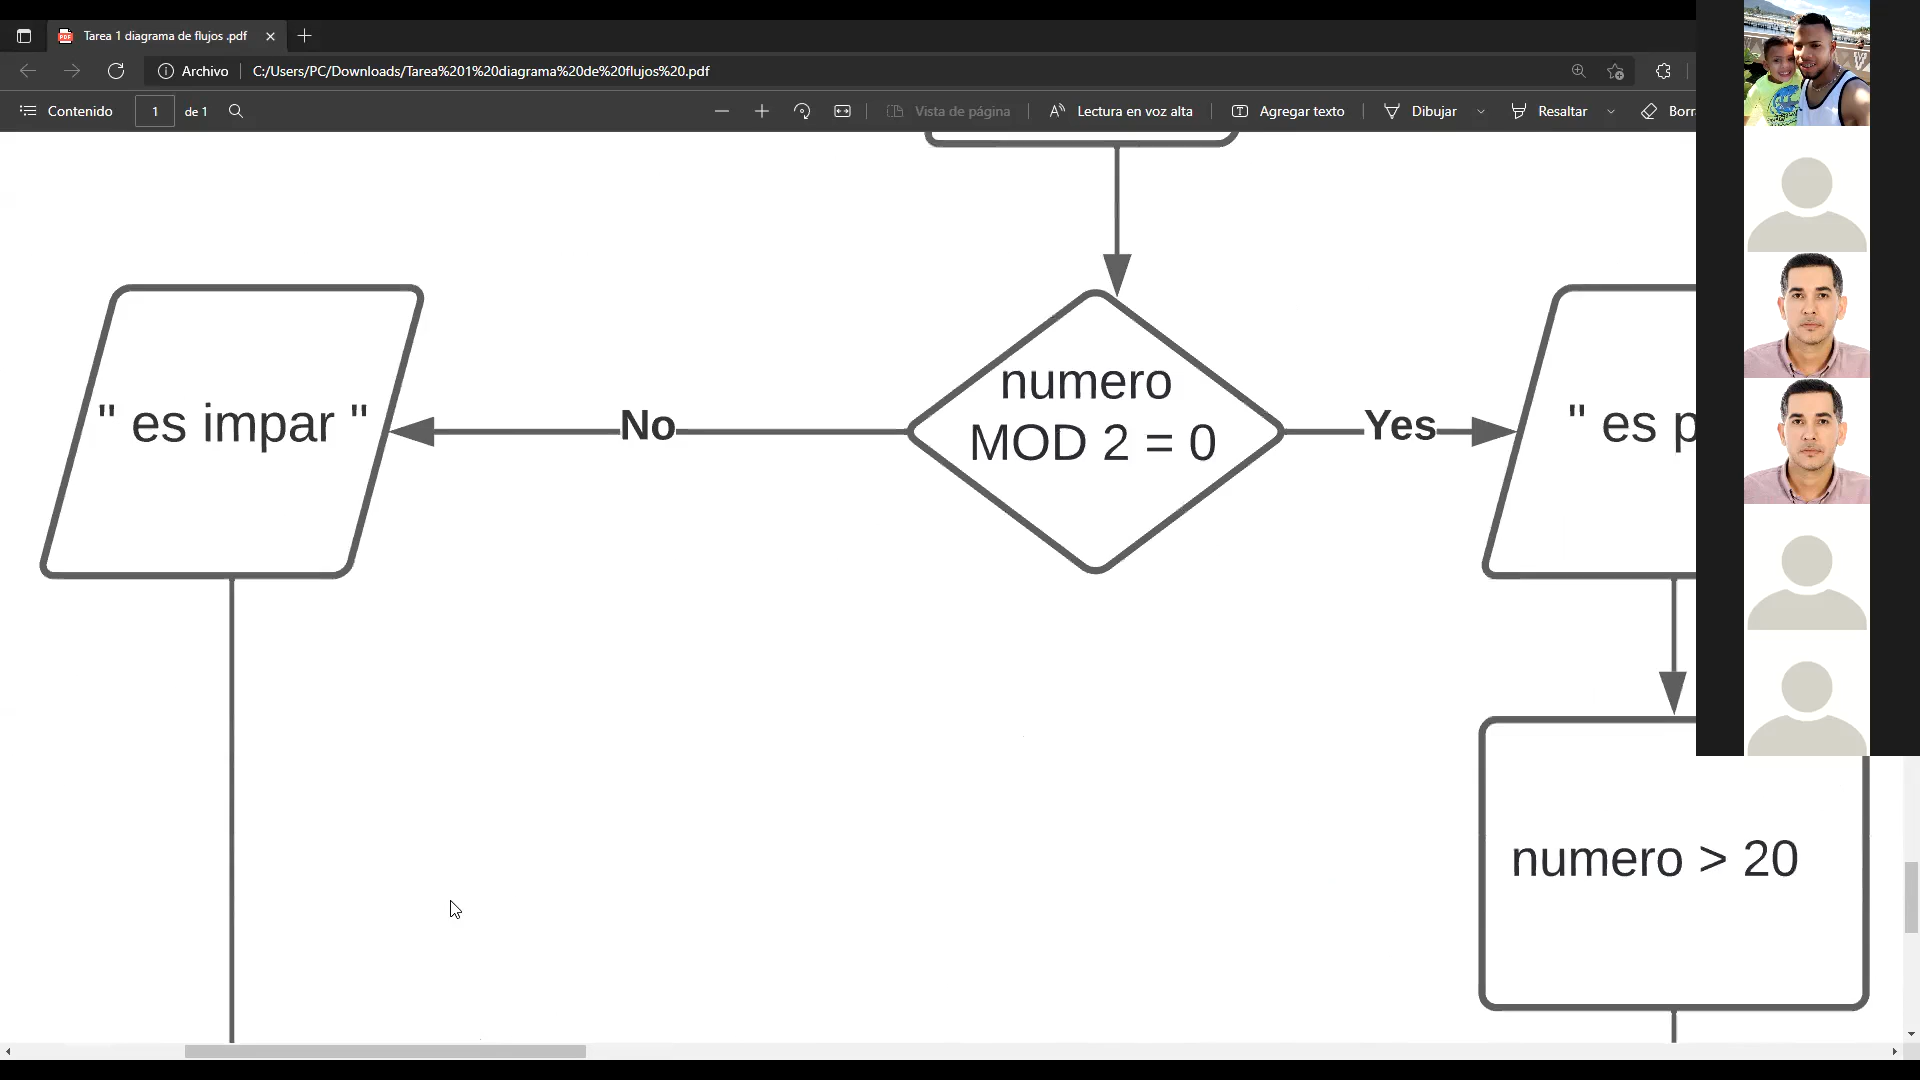 Tarea 1 diagrama de flujos .pdf
Archivo C:/Users/PC/Downloads/Tarea%201%20diagrama%20de%20flujos%20.pdf
Contenido 1 de 1 Vista de página A Lectura en voz alta T Agregar texto Dibujar Resaltar Borr
" es impar "
No
numero
MOD 2 = 0
Yes
" es p
numero > 20